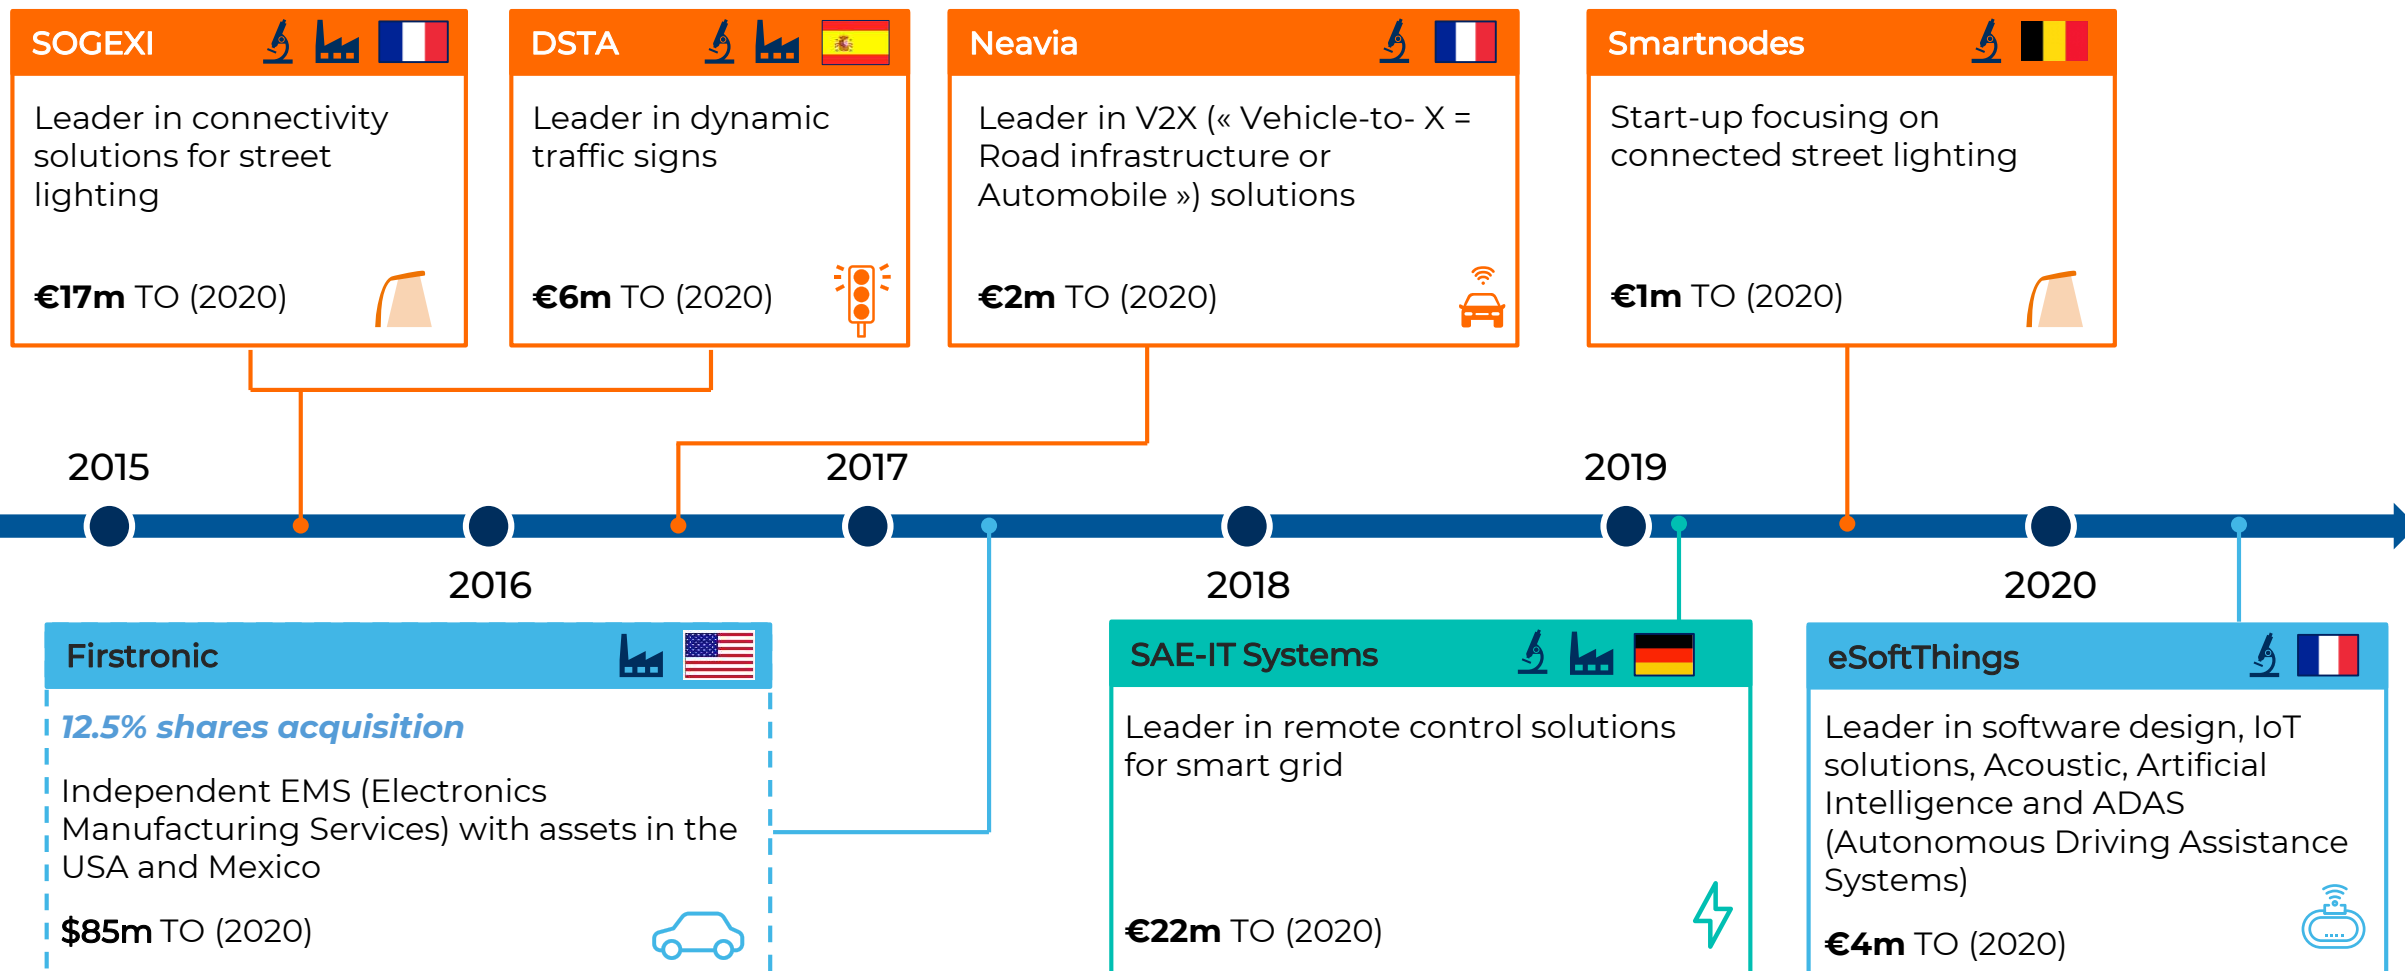 SOGEXI
Leader in connectivity
solutions for street
lighting
€17m TO (2020)
DSTA
Leader in dynamic
traffic signs
€6m TO (2020)
Neavia
Leader in V2X (« Vehicle-to- X =
Road infrastructure or
Automobile ») solutions
€2m TO (2020)
Smartnodes
Start-up focusing on
connected street lighting
€1m TO (2020)
2015
2017
2019
2016
2018
2020
Firstronic
12.5% shares acquisition
Independent EMS (Electronics
Manufacturing Services) with assets in the
USA and Mexico
$85m TO (2020)
SAE-IT Systems
Leader in remote control solutions
for smart grid
€22m TO (2020)
eSoftThings
Leader in software design, IoT
solutions, Acoustic, Artificial
Intelligence and ADAS
(Autonomous Driving Assistance
Systems)
€4m TO (2020)